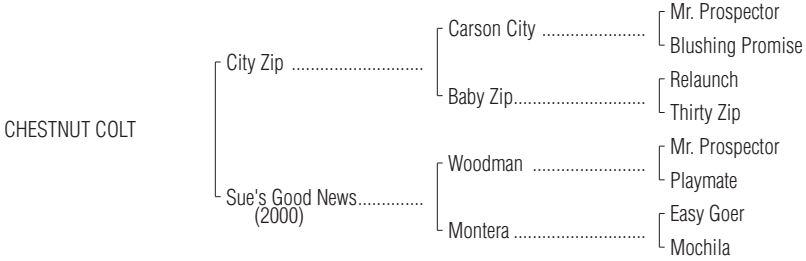 Mr. Prospector
Carson City ......................
Blushing Promise
City Zip ............................
Relaunch
Baby Zip............................
Thirty Zip
CHESTNUT COLT
Mr. Prospector
Woodman ........................
Playmate
Sue's Good News..............
(2000)
Easy Goer
Montera ............................
Mochila